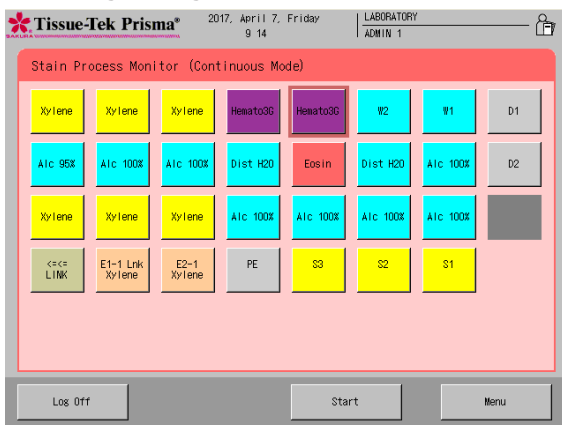 SAKURA Tissue-Tek Prisma®
2017, April 7, Friday
9 14
LABORATORY
ADMIN 1
Stain Process Monitor (Continuous Mode)
Xylene Xylene Xylene Hemato3G Hemato3G W2 W1 D1
Alc 95% Alc 100% Alc 100% Dist H2O Eosin Dist H2O Alc 100% D2
Xylene Xylene Xylene Alc 100% Alc 100% Alc 100% Alc 100%
<=<= LINK E1-1 Lnk Xylene E2-1 Xylene PE S3 S2 S1
Log Off Start Menu